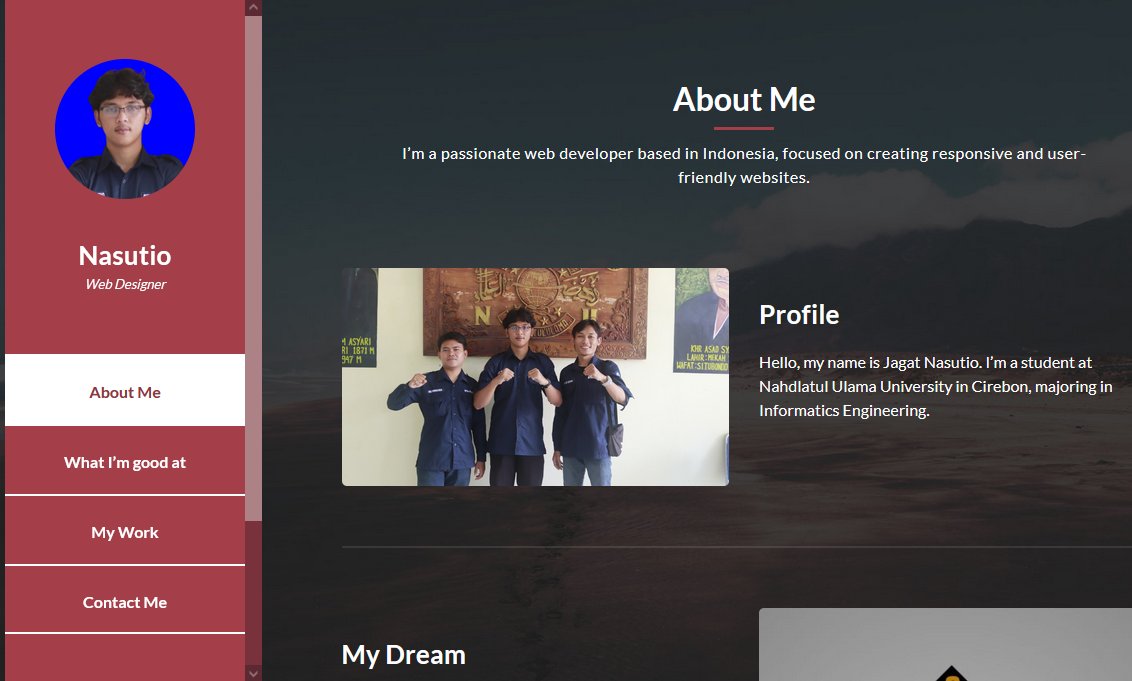 Nasutio
Web Designer
About Me
What I’m good at
My Work
Contact Me
About Me
I’m a passionate web developer based in Indonesia, focused on creating responsive and user-
friendly websites.
N U
ASYARI
RI 1871 M
947 M
KHR ASAD SY
LAHIR:MEKAH
WAFAT:SITUBONDO
Profile
Hello, my name is Jagat Nasutio. I’m a student at
Nahdlatul Ulama University in Cirebon, majoring in
Informatics Engineering.
My Dream